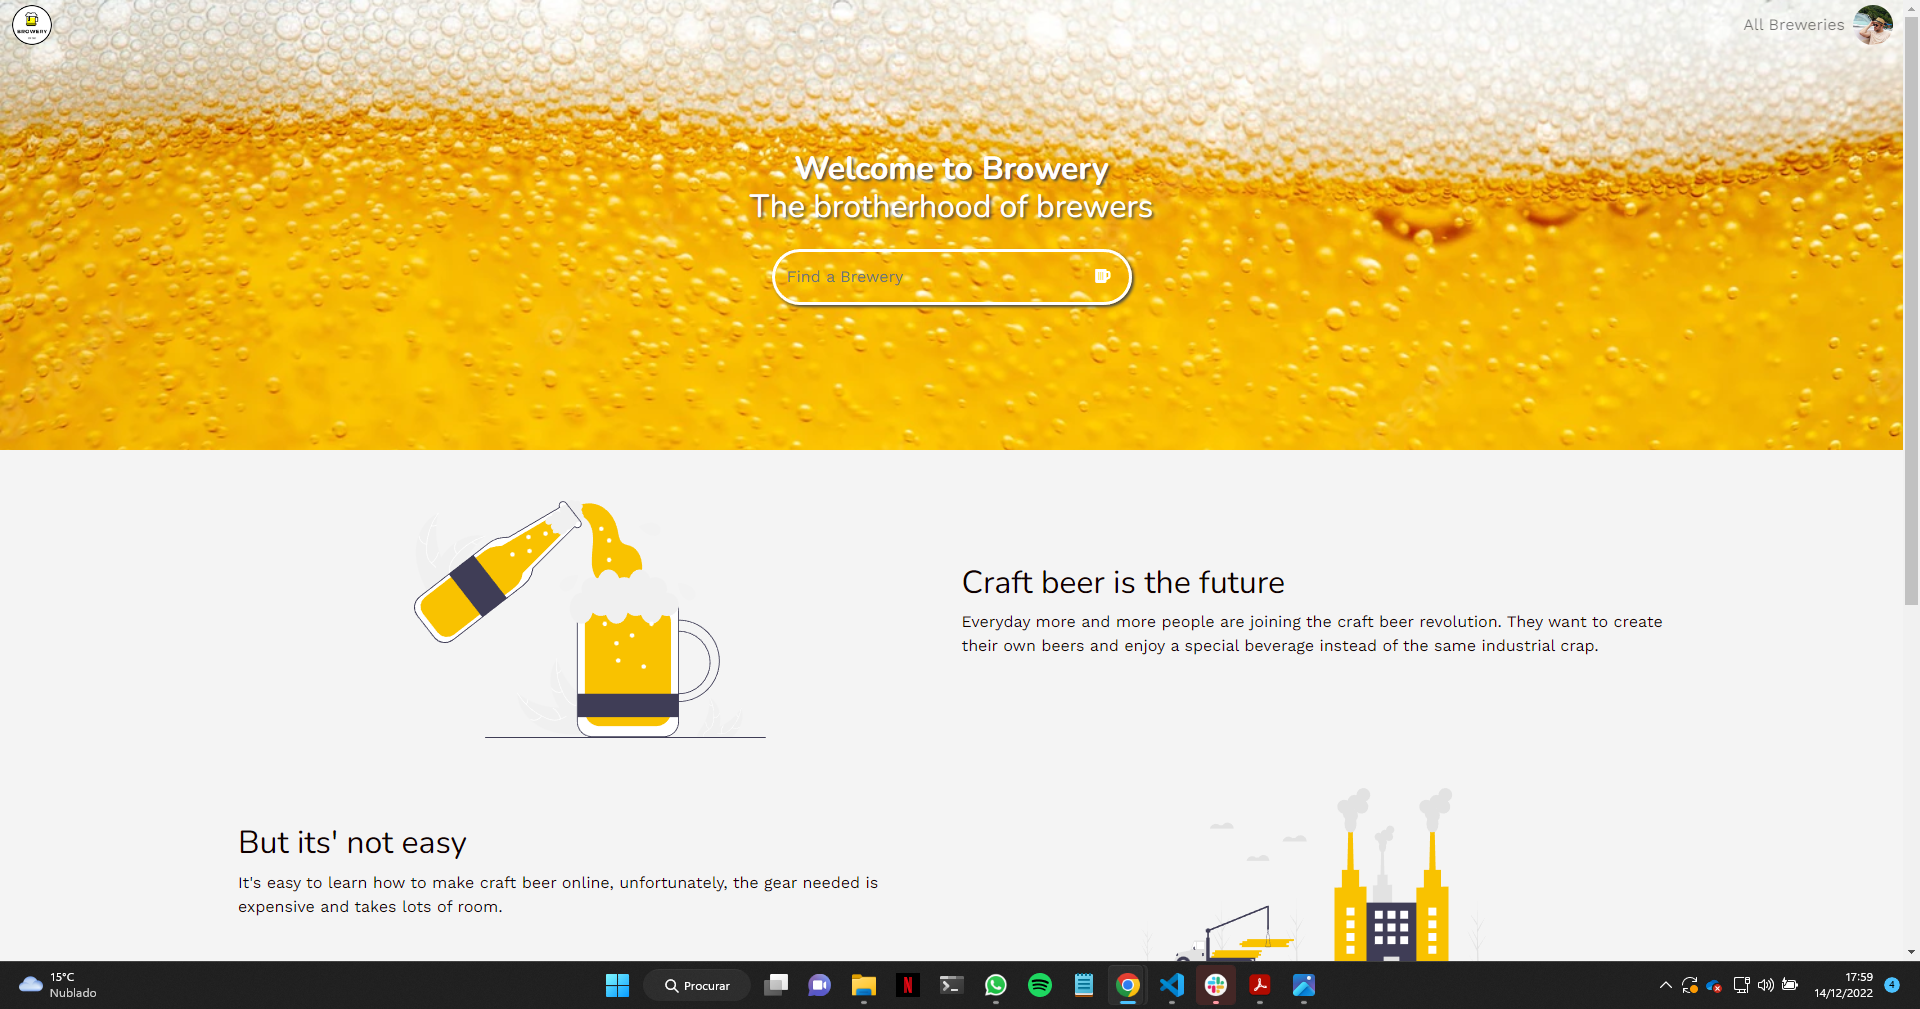 BROWERY
All Breweries
Welcome to Browery
The brotherhood of brewers
Find a Brewery
Craft beer is the future
Everyday more and more people are joining the craft beer revolution. They want to create
their own beers and enjoy a special beverage instead of the same industrial crap.
But its' not easy
It's easy to learn how to make craft beer online, unfortunately, the gear needed is
expensive and takes lots of room.
15°C
Nublado
Procurar
N
17:59
14/12/2022
4